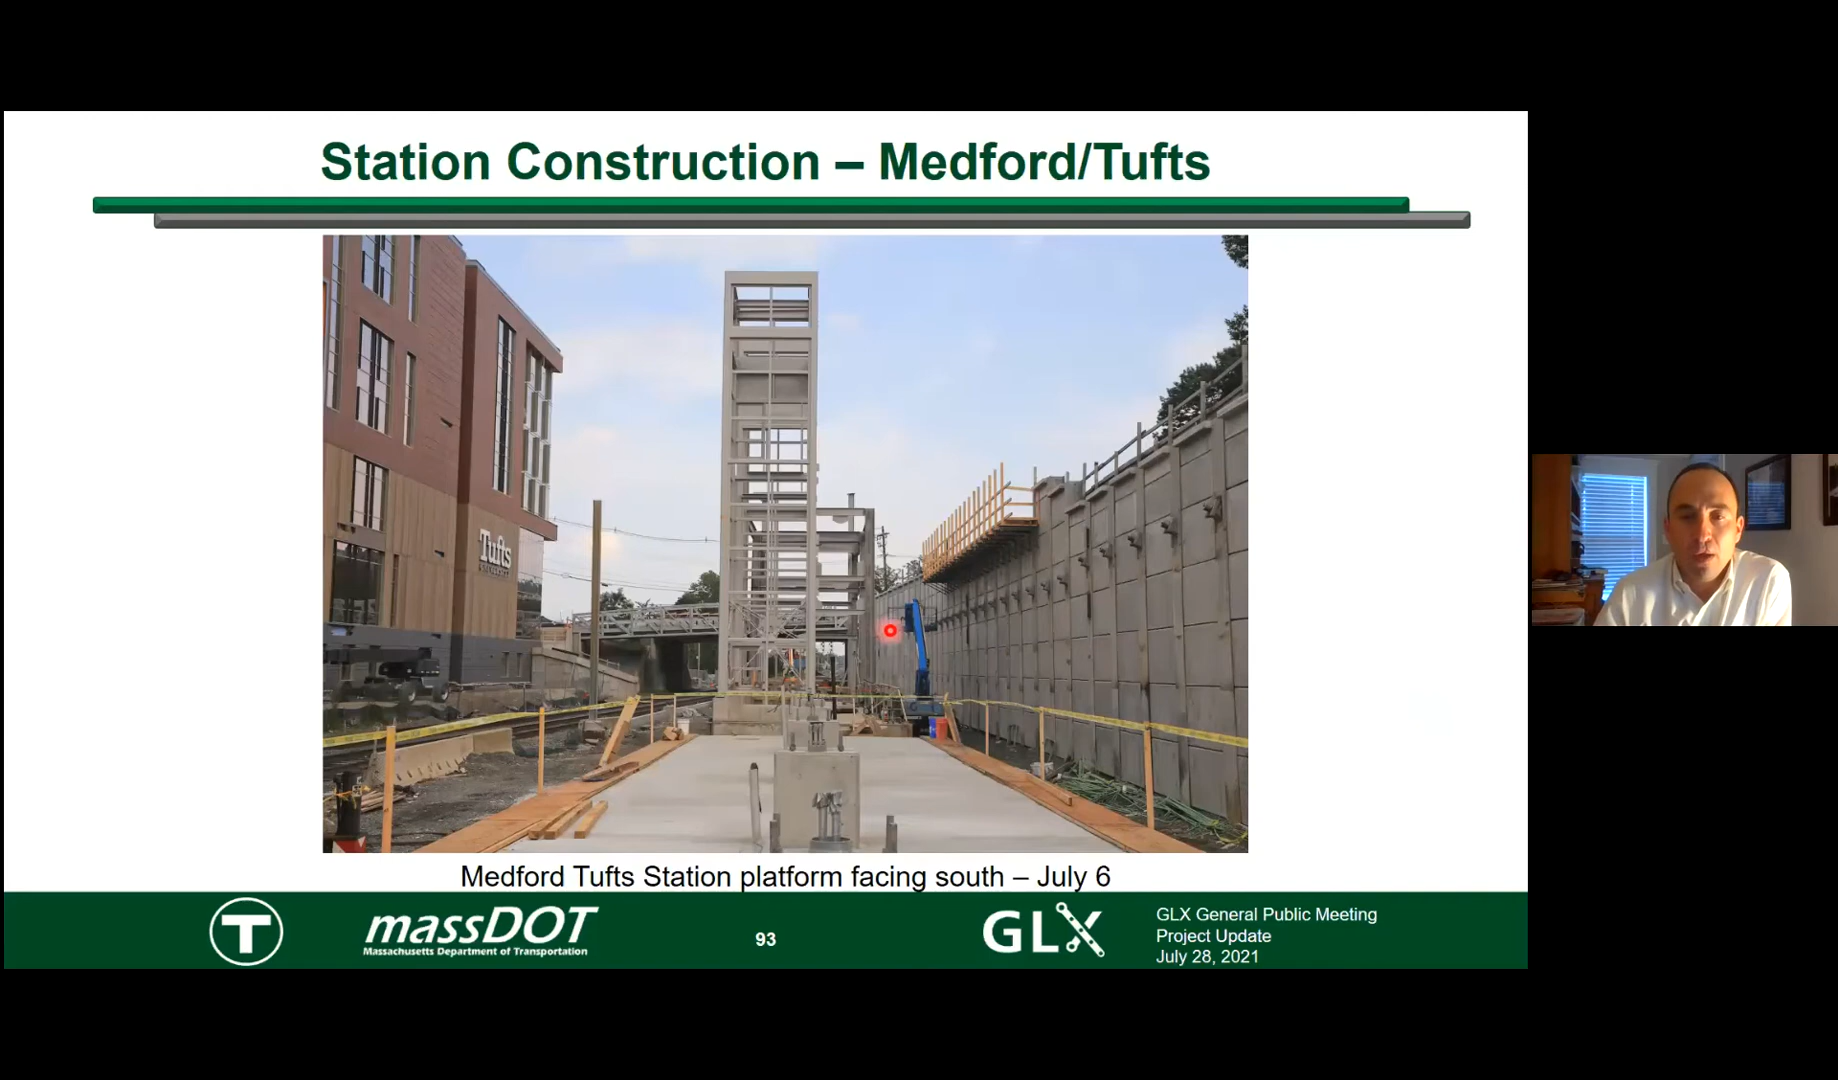 Station Construction – Medford/Tufts
Tufts
UNIVERSITY
Medford Tufts Station platform facing south – July 6
T
massDOT
Massachusetts Department of Transportation
93
GLX
GLX General Public Meeting
Project Update
July 28, 2021